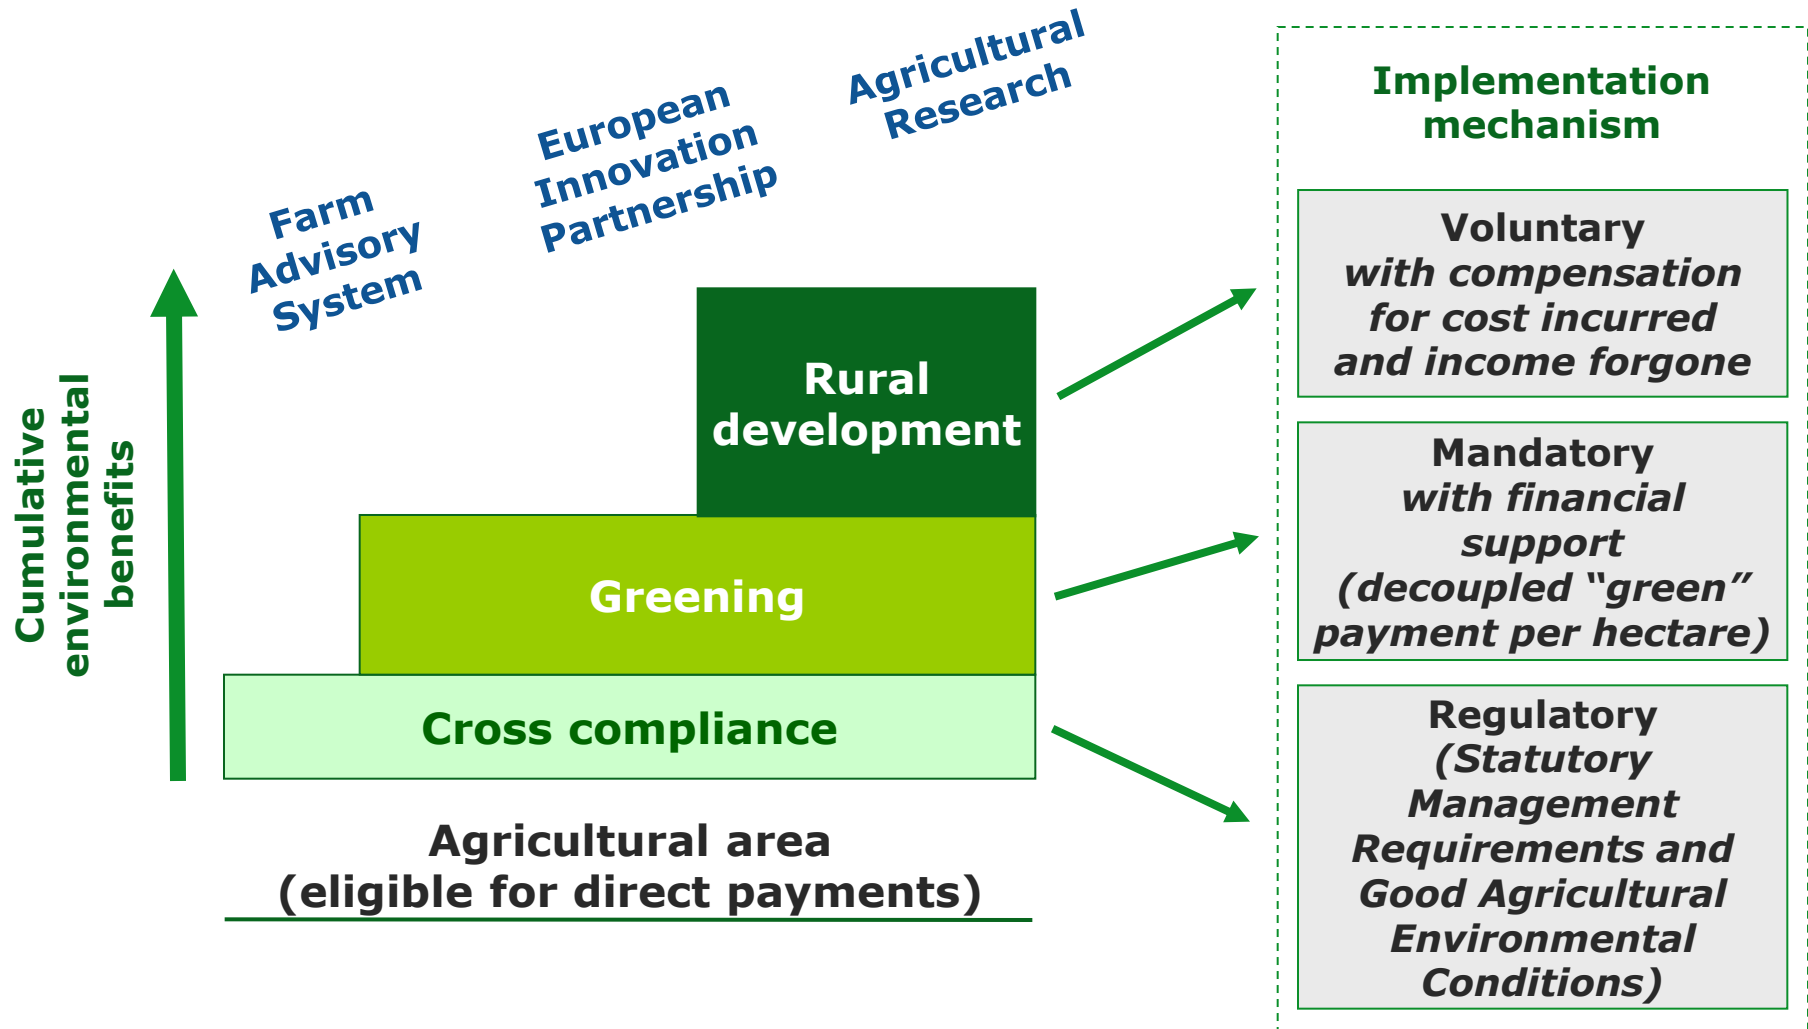 Agricultural
Research
European
Innovation
Partnership
Farm
Advisory
System
Cumulative
environmental
benefits
Rural
development
Greening
Cross compliance
Agricultural area
(eligible for direct payments)
Implementation
mechanism
Voluntary
with compensation
for cost incurred
and income forgone
Mandatory
with financial
support
(decoupled “green”
payment per hectare)
Regulatory
(Statutory
Management
Requirements and
Good Agricultural
Environmental
Conditions)